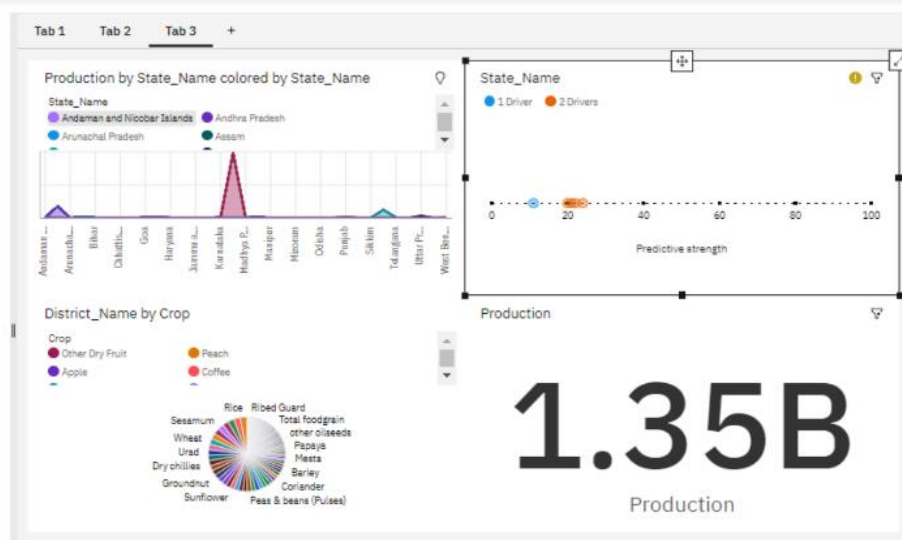 Tab 1 Tab 2 Tab 3 +
Production by State_Name colored by State_Name
State_Name
Andaman and Nicobar Islands Andhra Pradesh
Arunachal Pradesh Assam
Andaman ...
Arunacha...
Bihar
Chhattis...
Goa
Haryana
Jammu a...
Karnataka
Madhya P...
Manipur
Mizoram
Odisha
Punjab
Sikkim
Telangana
Uttar Pr...
West Ben...
State_Name
1 Driver 2 Drivers
0 20 40 60 80 100
Predictive strength
District_Name by Crop
Crop
Other Dry Fruit Peach
Apple Coffee
Rice Ribed Guard
Sesamum Total foodgrain
other oilseeds
Wheat Papaya
Urad Mesta
Dry chillies Barley
Groundnut Coriander
Sunflower Peas & beans (Pulses)
Production
1.35B
Production